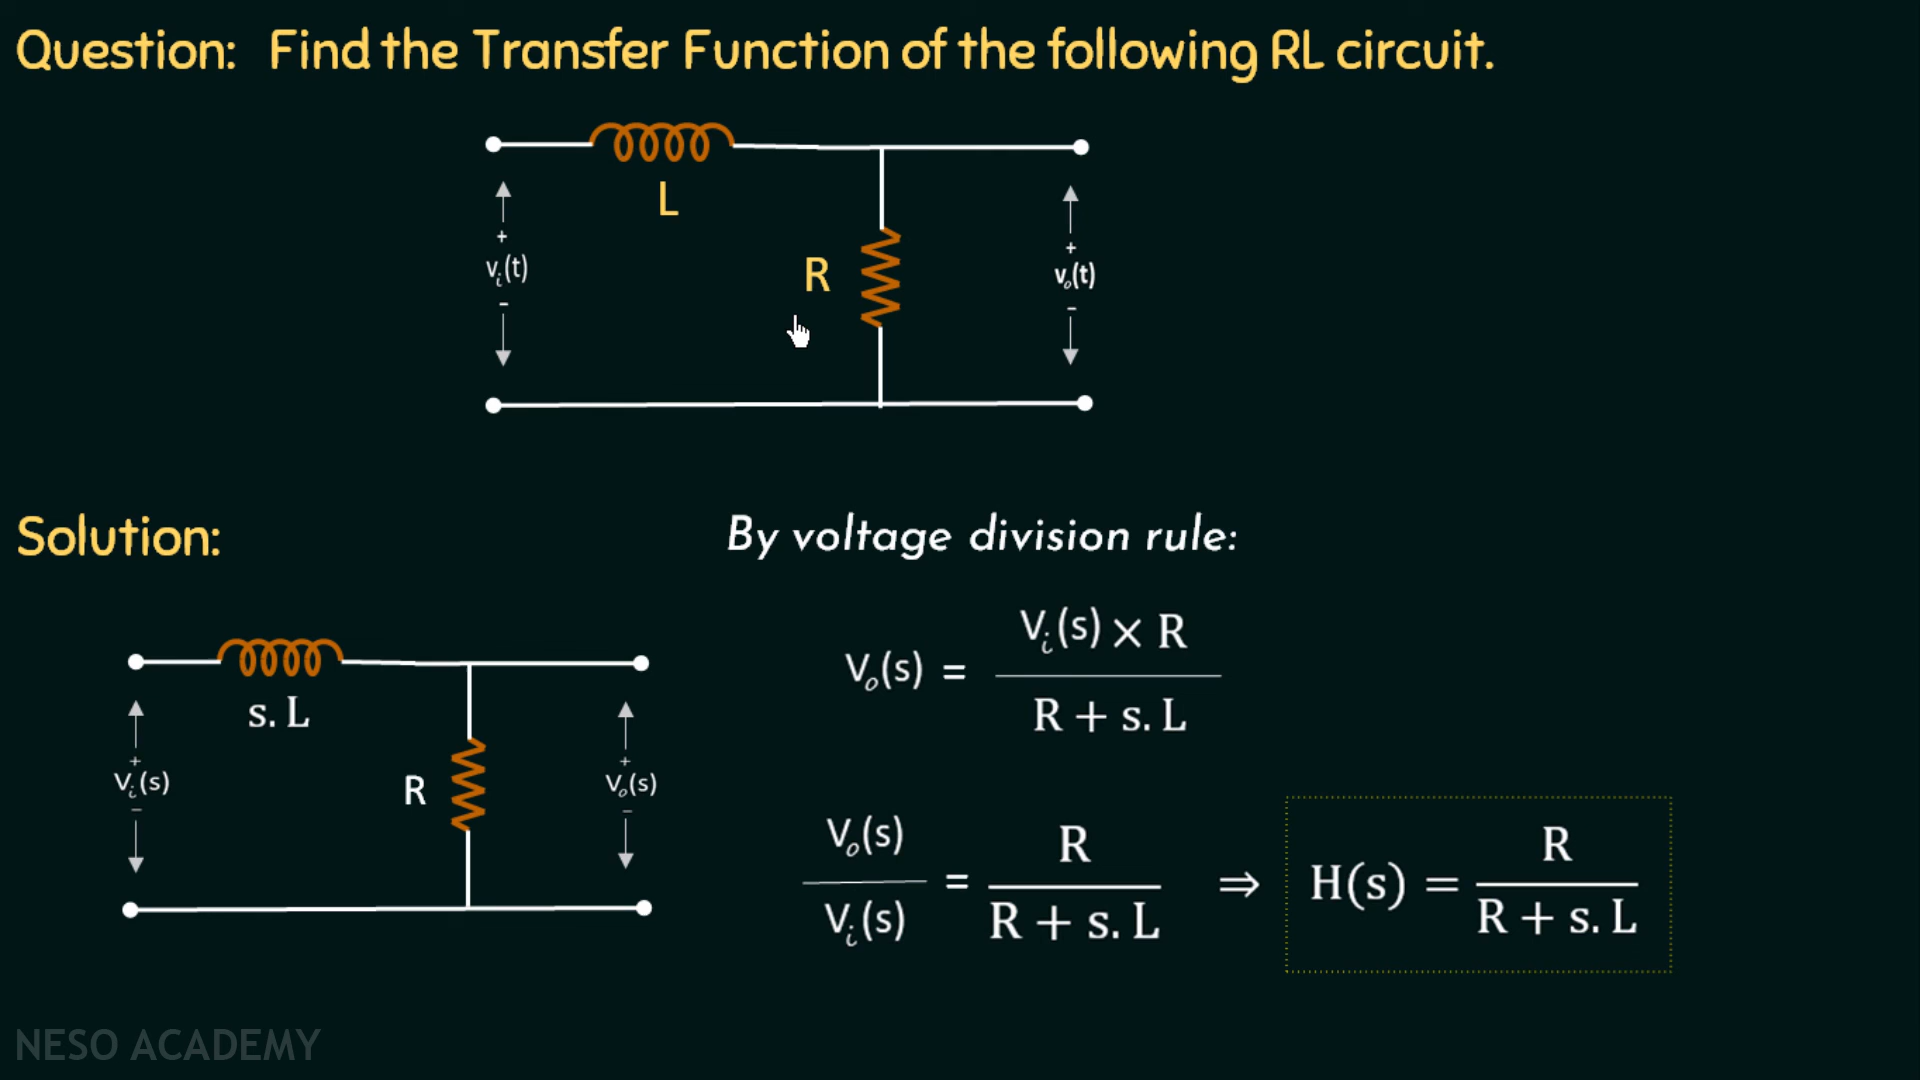 Question: Find the Transfer Function of the following RL circuit.
L
+
vᵢ(t)
−
R
+
vₒ(t)
−
Solution:
By voltage division rule:
s. L
+
Vᵢ(s)
−
R
+
Vₒ(s)
−
Vₒ(s) =
Vᵢ(s) × R
R + s. L
Vₒ(s)
Vᵢ(s)
=
R
R + s. L
⇒
H(s) =
R
R + s. L
NESO ACADEMY